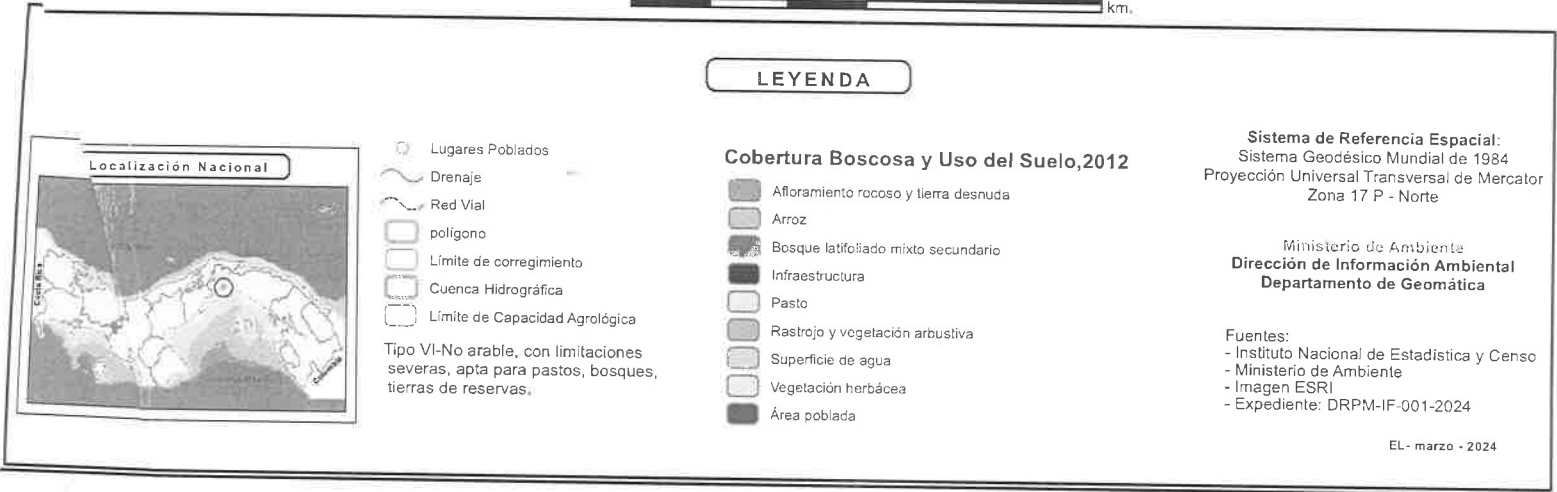 km.
LEYENDA
Localización Nacional
Costa Rica
Colombia
Lugares Poblados
Drenaje
Red Vial
polígono
Límite de corregimiento
Cuenca Hidrográfica
Límite de Capacidad Agrológica
Tipo VI-No arable, con limitaciones
severas, apta para pastos, bosques,
tierras de reservas.
Cobertura Boscosa y Uso del Suelo,2012
Afloramiento rocoso y tierra desnuda
Arroz
Bosque latifoliado mixto secundario
Infraestructura
Pasto
Rastrojo y vegetación arbustiva
Superficie de agua
Vegetación herbácea
Área poblada
Sistema de Referencia Espacial:
Sistema Geodésico Mundial de 1984
Proyección Universal Transversal de Mercator
Zona 17 P - Norte
Ministerio de Ambiente
Dirección de Información Ambiental
Departamento de Geomática
Fuentes:
- Instituto Nacional de Estadística y Censo
- Ministerio de Ambiente
- Imagen ESRI
- Expediente: DRPM-IF-001-2024
EL- marzo - 2024